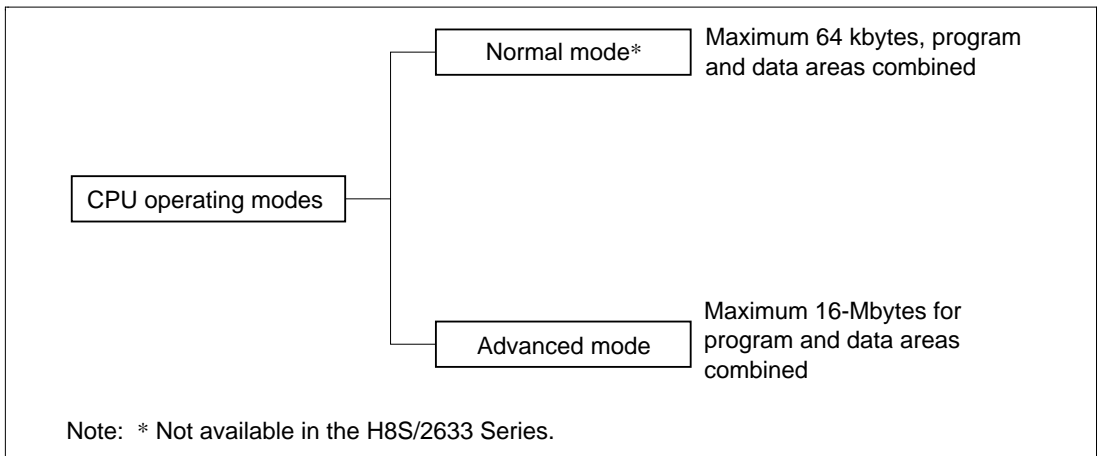 Normal mode*
Maximum 64 kbytes, program
and data areas combined
CPU operating modes
Advanced mode
Maximum 16-Mbytes for
program and data areas
combined
Note: * Not available in the H8S/2633 Series.